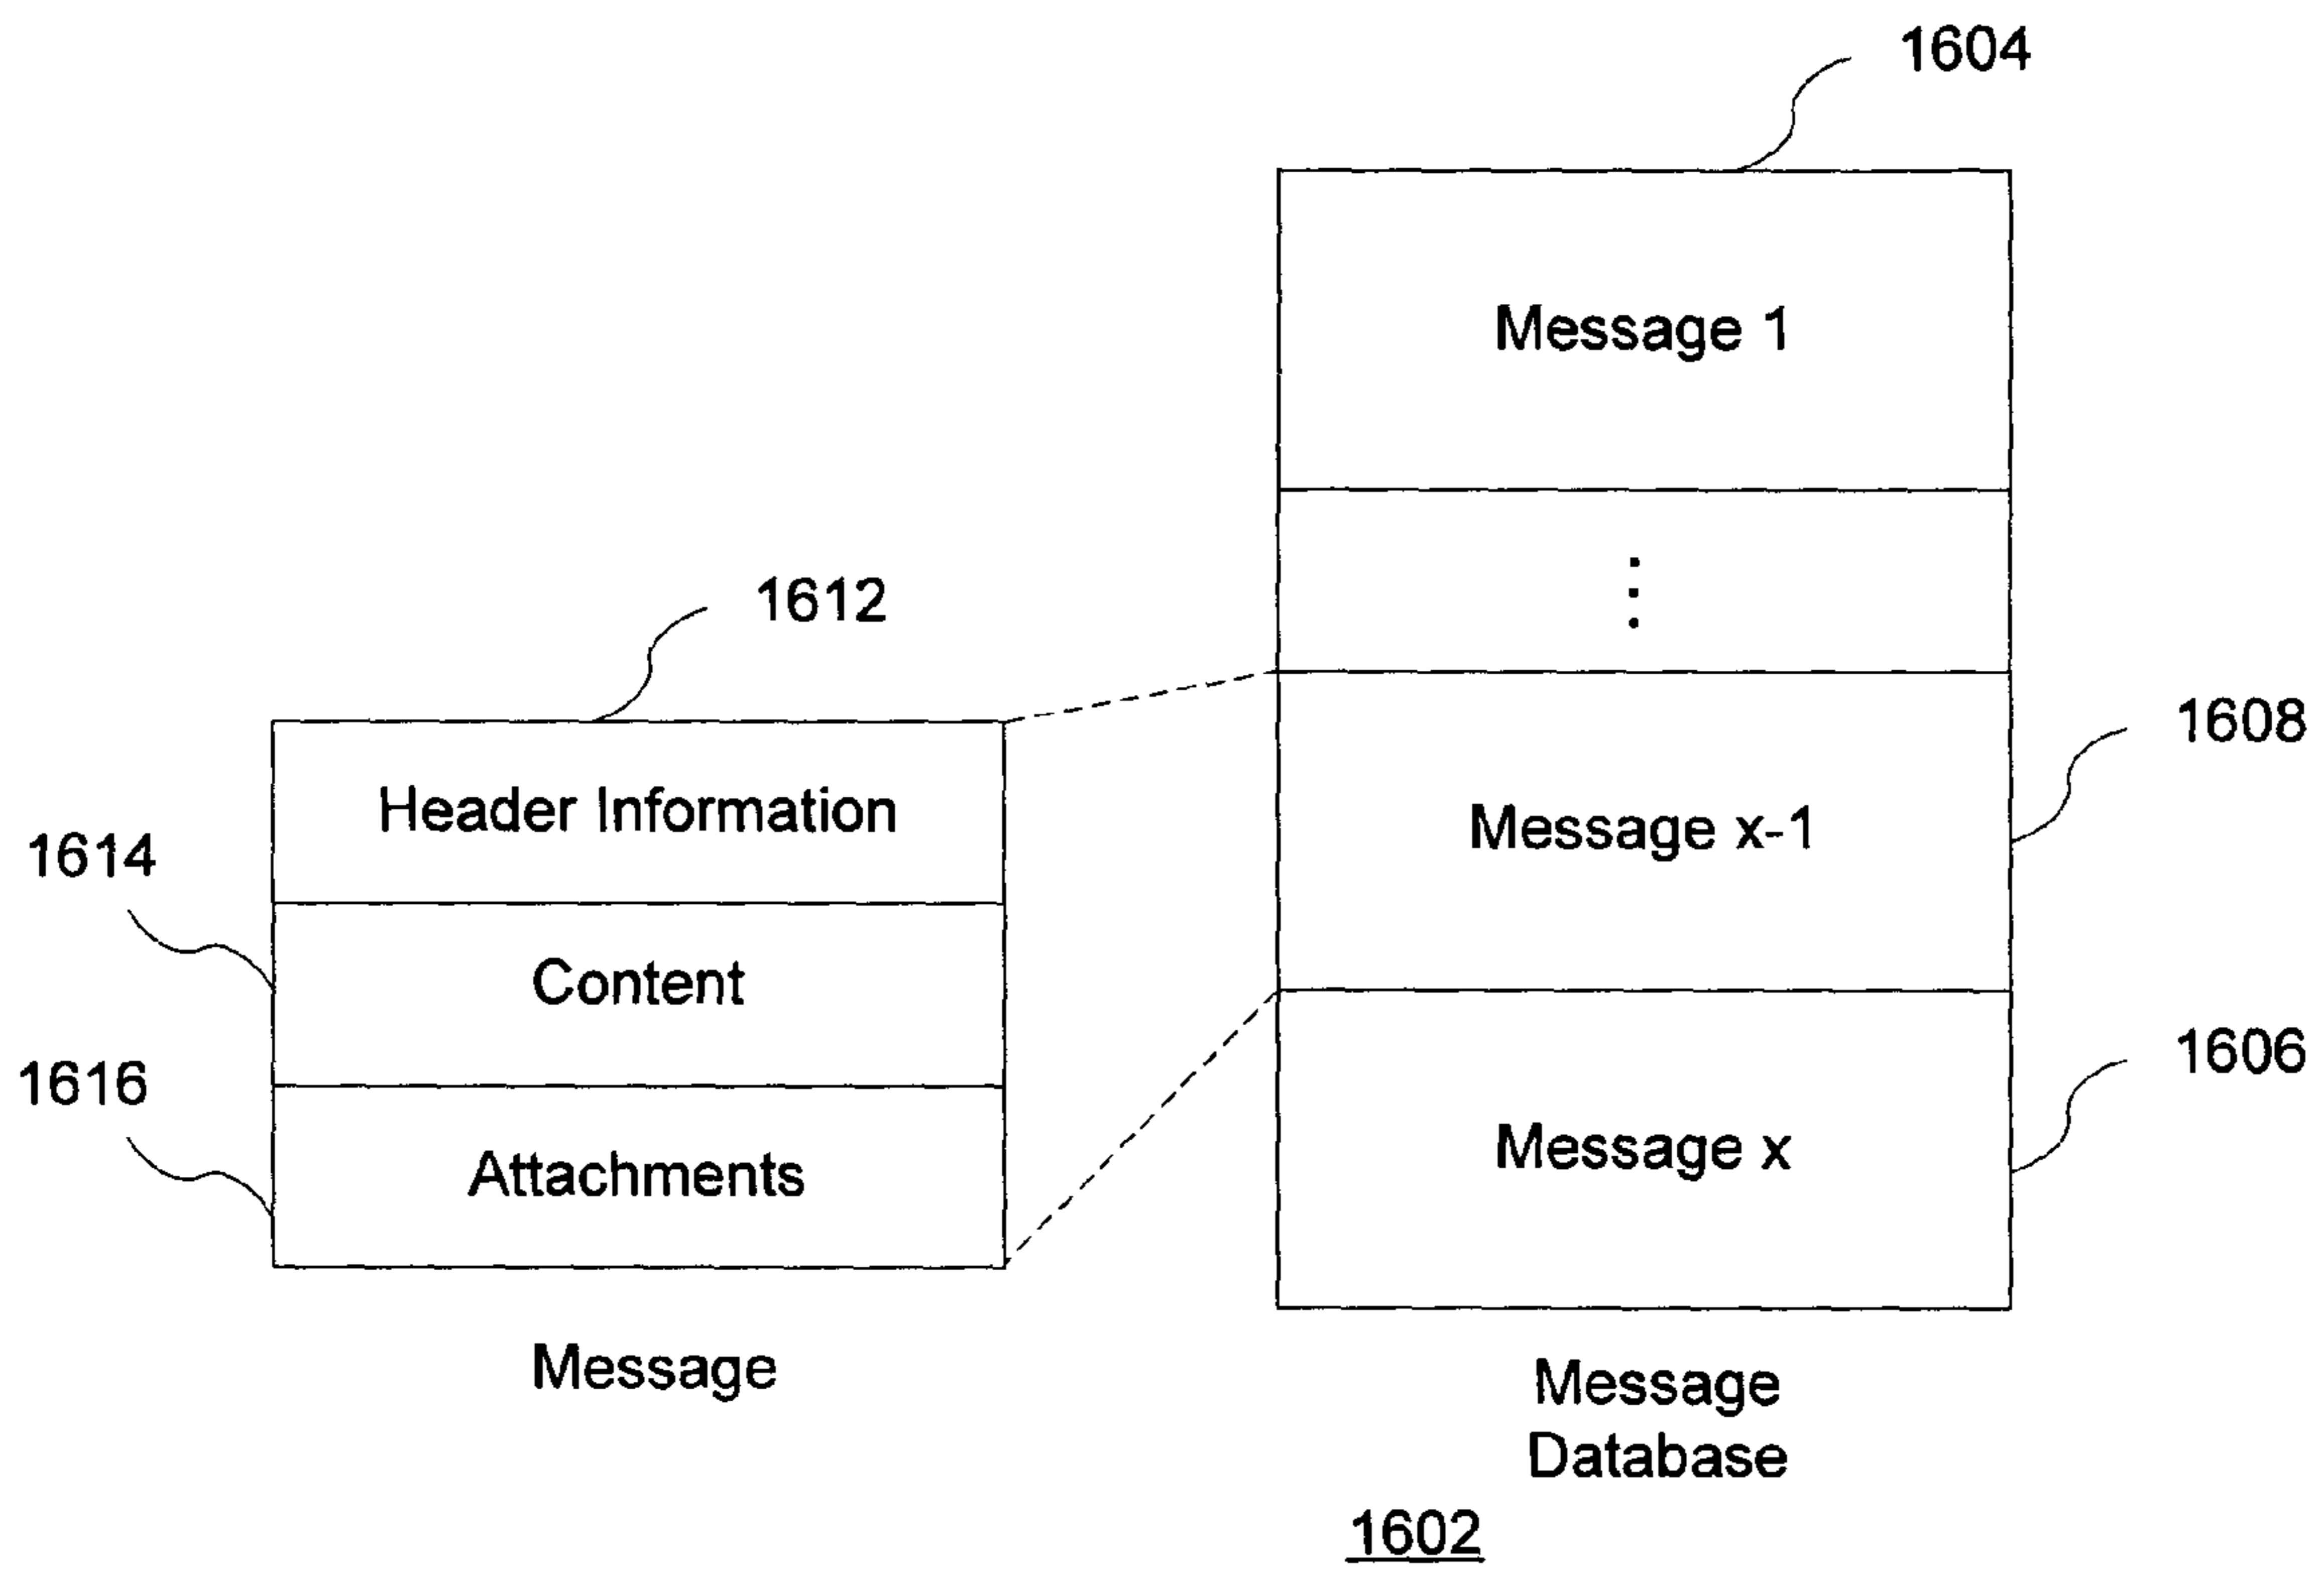 1604
Message 1
⋮
1612
1608
Header Information
Message x-1
1614
Content
1606
1616
Attachments
Message x
Message
Message
Database
1602